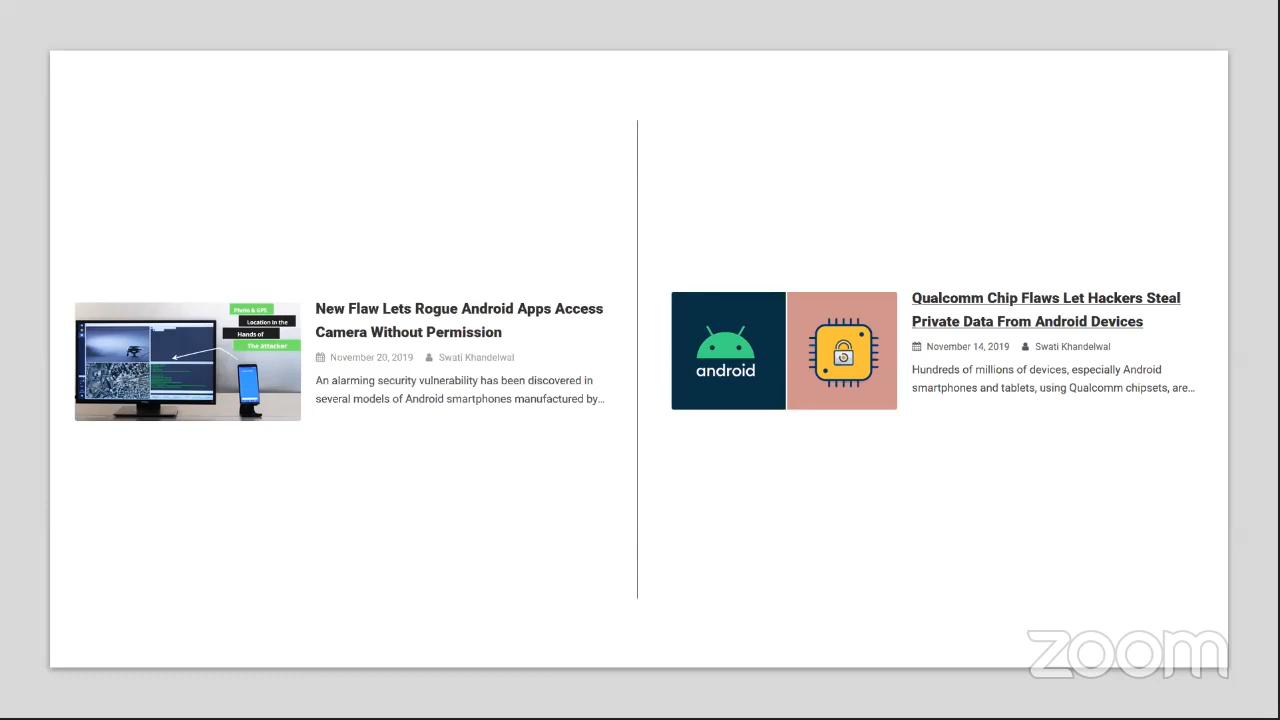 Photo & GPS
Location in the
Hands of
The attacker
New Flaw Lets Rogue Android Apps Access
Camera Without Permission
November 20, 2019 Swati Khandelwal
An alarming security vulnerability has been discovered in
several models of Android smartphones manufactured by...
android
Qualcomm Chip Flaws Let Hackers Steal
Private Data From Android Devices
November 14, 2019 Swati Khandelwal
Hundreds of millions of devices, especially Android
smartphones and tablets, using Qualcomm chipsets, are...
zoom